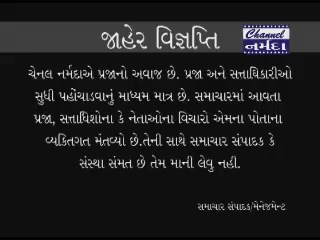 જાહેર વિજ્ઞપ્તિ
Channel
નર્મદા
ચેનલ નર્મદાએ પ્રજાનો અવાજ છે. પ્રજા અને સત્તાધિકારીઓ
સુધી પહોંચાડવાનું માધ્યમ માત્ર છે. સમાચારમાં આવતા
પ્રજા, સત્તાધિશોના કે નેતાઓના વિચારો એમના પોતાના
વ્યકિતગત મંતવ્યો છે.તેની સાથે સમાચાર સંપાદક કે
સંસ્થા સંમત છે તેમ માની લેવુ નહી.
સમાચાર સંપાદક/મેનેજમેન્ટ